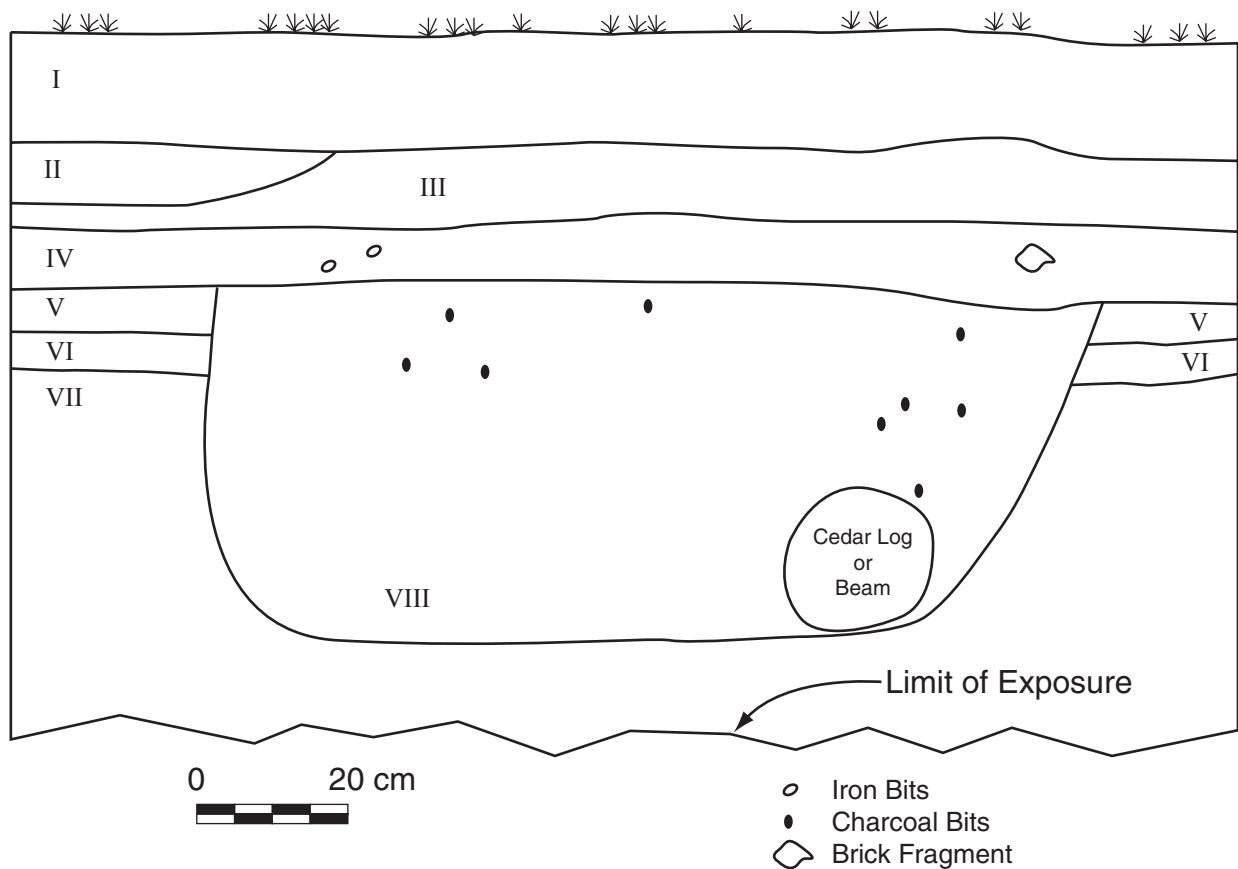 I
II
III
IV
V
V
VI
VI
VII
Cedar Log
or
Beam
VIII
Limit of Exposure
0 20 cm
Iron Bits
Charcoal Bits
Brick Fragment